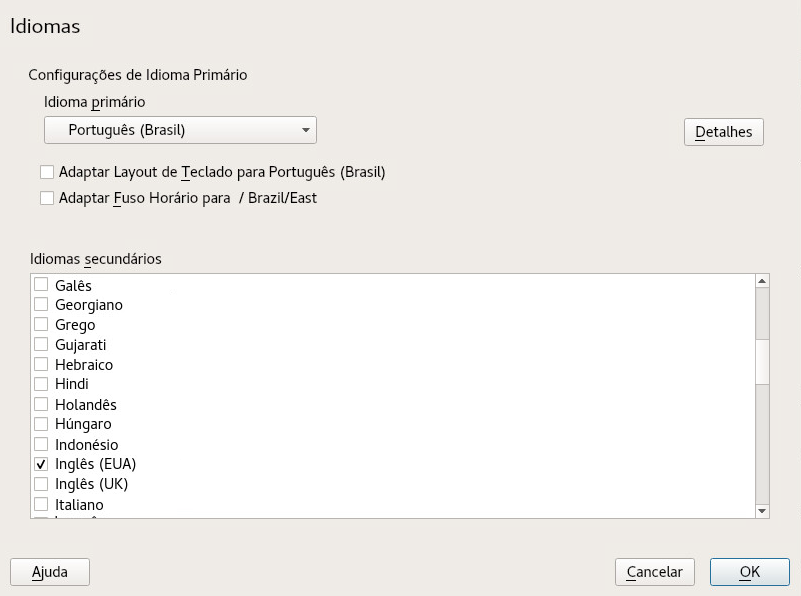 Idiomas
Configurações de Idioma Primário
Idioma primário
Português (Brasil)
Detalhes
Adaptar Layout de Teclado para Português (Brasil)
Adaptar Fuso Horário para / Brazil/East
Idiomas secundários
Galês
Georgiano
Grego
Gujarati
Hebraico
Hindi
Holandês
Húngaro
Indonésio
Inglês (EUA)
Inglês (UK)
Italiano
Ajuda
Cancelar
OK